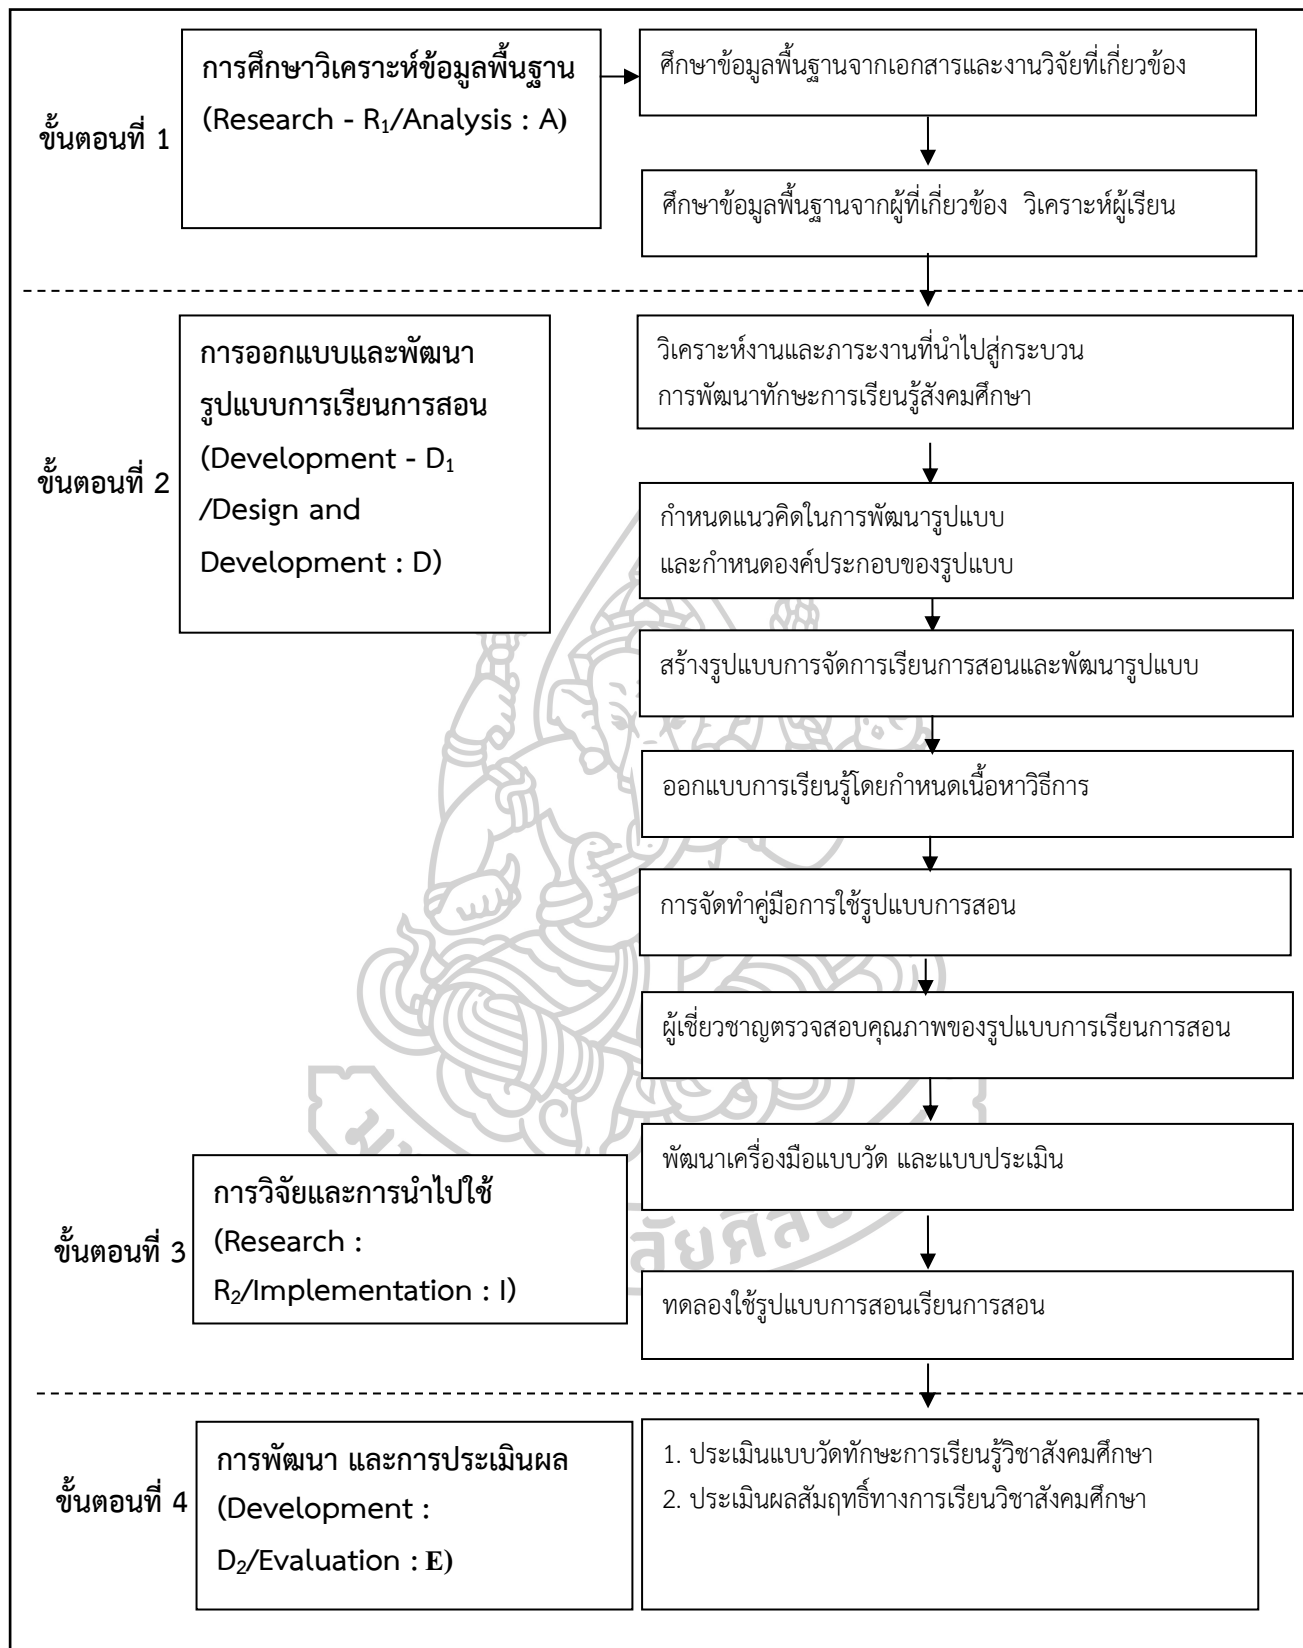 ขั้นตอนที่ 1
การศึกษาวิเคราะห์ข้อมูลพื้นฐาน
(Research - R₁/Analysis : A)
ศึกษาข้อมูลพื้นฐานจากเอกสารและงานวิจัยที่เกี่ยวข้อง
ศึกษาข้อมูลพื้นฐานจากผู้ที่เกี่ยวข้อง วิเคราะห์ผู้เรียน
ขั้นตอนที่ 2
การออกแบบและพัฒนา
รูปแบบการเรียนการสอน
(Development - D₁
/Design and
Development : D)
วิเคราะห์งานและภาระงานที่นำไปสู่กระบวน
การพัฒนาทักษะการเรียนรู้สังคมศึกษา
กำหนดแนวคิดในการพัฒนารูปแบบ
และกำหนดองค์ประกอบของรูปแบบ
สร้างรูปแบบการจัดการเรียนการสอนและพัฒนารูปแบบ
ออกแบบการเรียนรู้โดยกำหนดเนื้อหาวิธีการ
การจัดทำคู่มือการใช้รูปแบบการสอน
ผู้เชี่ยวชาญตรวจสอบคุณภาพของรูปแบบการเรียนการสอน
ขั้นตอนที่ 3
การวิจัยและการนำไปใช้
(Research :
R₂/Implementation : I)
พัฒนาเครื่องมือแบบวัด และแบบประเมิน
ทดลองใช้รูปแบบการสอนเรียนการสอน
ขั้นตอนที่ 4
การพัฒนา และการประเมินผล
(Development :
D₂/Evaluation : E)
1. ประเมินแบบวัดทักษะการเรียนรู้วิชาสังคมศึกษา
2. ประเมินผลสัมฤทธิ์ทางการเรียนวิชาสังคมศึกษา